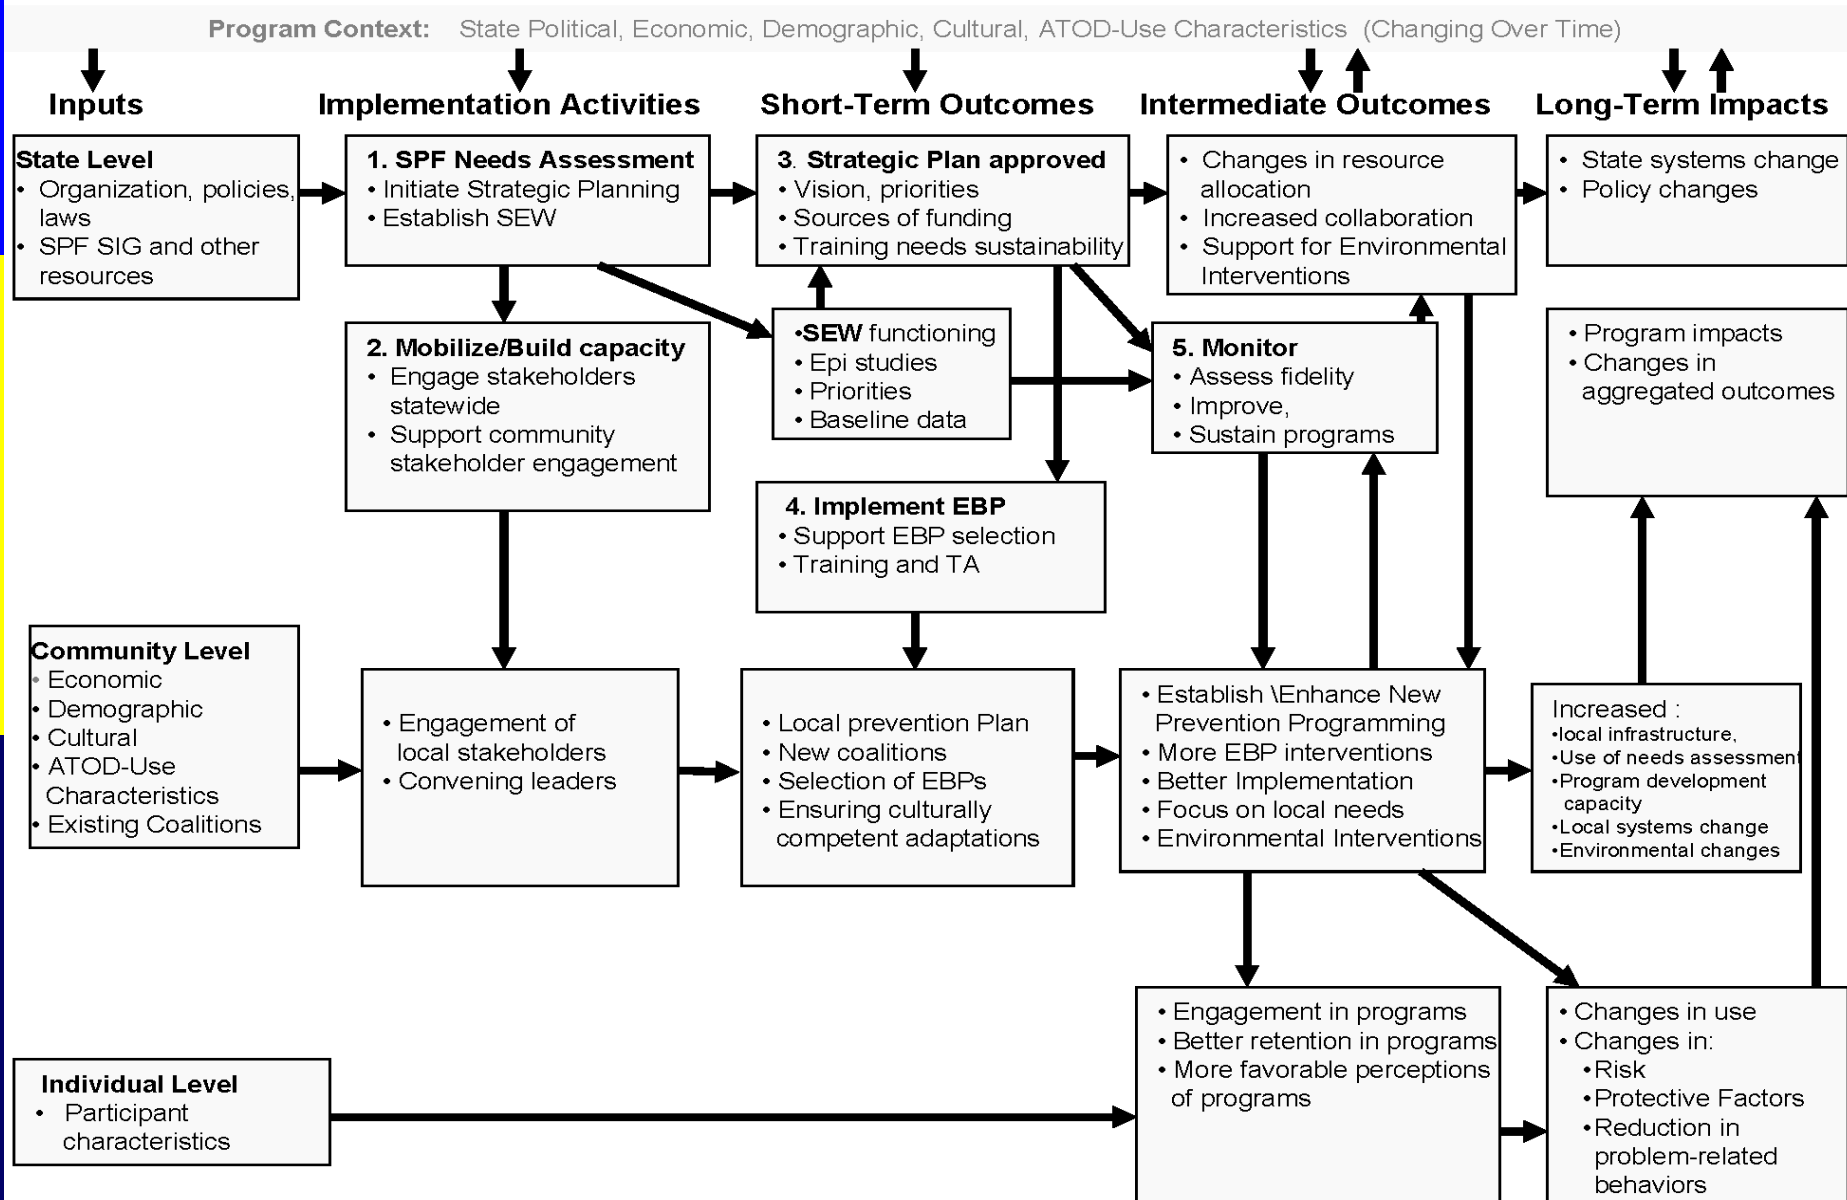 Program Context: State Political, Economic, Demographic, Cultural, ATOD-Use Characteristics (Changing Over Time)
Inputs
Implementation Activities
Short-Term Outcomes
Intermediate Outcomes
Long-Term Impacts
State Level
• Organization, policies,
laws
• SPF SIG and other
resources
1. SPF Needs Assessment
• Initiate Strategic Planning
• Establish SEW
3. Strategic Plan approved
• Vision, priorities
• Sources of funding
• Training needs sustainability
• Changes in resource
allocation
• Increased collaboration
• Support for Environmental
Interventions
• State systems change
• Policy changes
2. Mobilize/Build capacity
• Engage stakeholders
statewide
• Support community
stakeholder engagement
•SEW functioning
• Epi studies
• Priorities
• Baseline data
5. Monitor
• Assess fidelity
• Improve,
• Sustain programs
• Program impacts
• Changes in
aggregated outcomes
4. Implement EBP
• Support EBP selection
• Training and TA
Community Level
• Economic
• Demographic
• Cultural
• ATOD-Use
Characteristics
• Existing Coalitions
• Engagement of
local stakeholders
• Convening leaders
• Local prevention Plan
• New coalitions
• Selection of EBPs
• Ensuring culturally
competent adaptations
• Establish \Enhance New
Prevention Programming
• More EBP interventions
• Better Implementation
• Focus on local needs
• Environmental Interventions
Increased :
•local infrastructure,
•Use of needs assessment
•Program development
capacity
•Local systems change
•Environmental changes
Individual Level
• Participant
characteristics
• Engagement in programs
• Better retention in programs
• More favorable perceptions
of programs
• Changes in use
• Changes in:
•Risk
•Protective Factors
•Reduction in
problem-related
behaviors